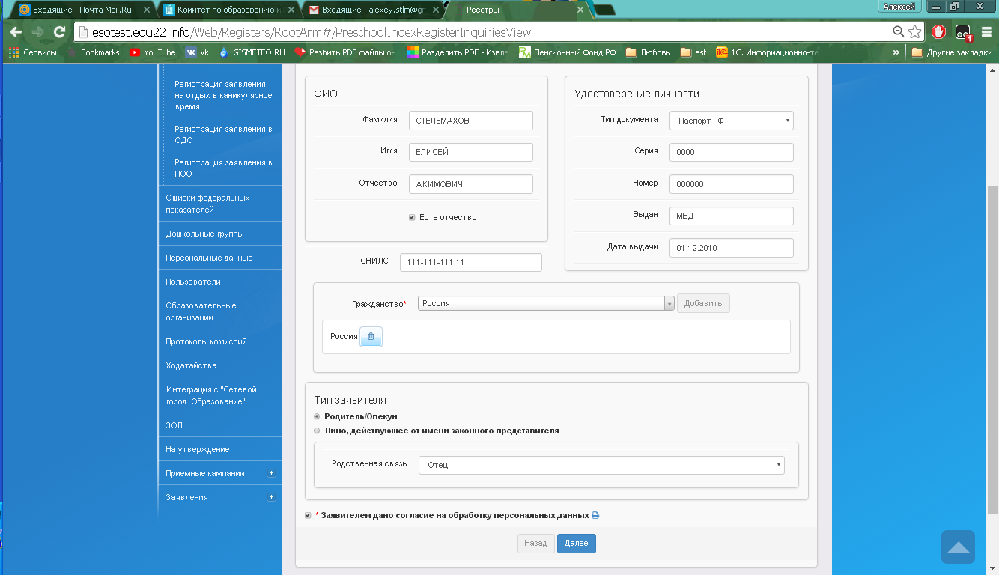 Входящие - Почта Mail.Ru
Комитет по образованию и
Входящие - alexey.stlm@gm
Реестры
Алексей
esotest.edu22.info/Web/Registers/RootArm#/PreschoolIndexRegisterInquiriesView
Сервисы
Bookmarks
YouTube
vk
GISMETEO.RU
Разбить PDF файлы он
Разделить PDF - Извле
Пенсионный Фонд РФ
Любовь
ast
1С. Информационно-те
»
Другие закладки
1
Регистрация заявления
на отдых в каникулярное
время
Регистрация заявления в
ОДО
Регистрация заявления в
ПОО
Ошибки федеральных
показателей
Дошкольные группы
Персональные данные
Пользователи
Образовательные
организации
Протоколы комиссий
Ходатайства
Интеграция с "Сетевой
город. Образование"
ЗОЛ
На утверждение
Приемные кампании +
Заявления +
ФИО
Фамилия СТЕЛЬМАХОВ
Имя ЕЛИСЕЙ
Отчество АКИМОВИЧ
Есть отчество
СНИЛС 111-111-111 11
Удостоверение личности
Тип документа Паспорт РФ
Серия 0000
Номер 000000
Выдан МВД
Дата выдачи 01.12.2010
Гражданство* Россия Добавить
Россия
Тип заявителя
Родитель/Опекун
Лицо, действующее от имени законного представителя
Родственная связь Отец
* Заявителем дано согласие на обработку персональных данных
Назад Далее